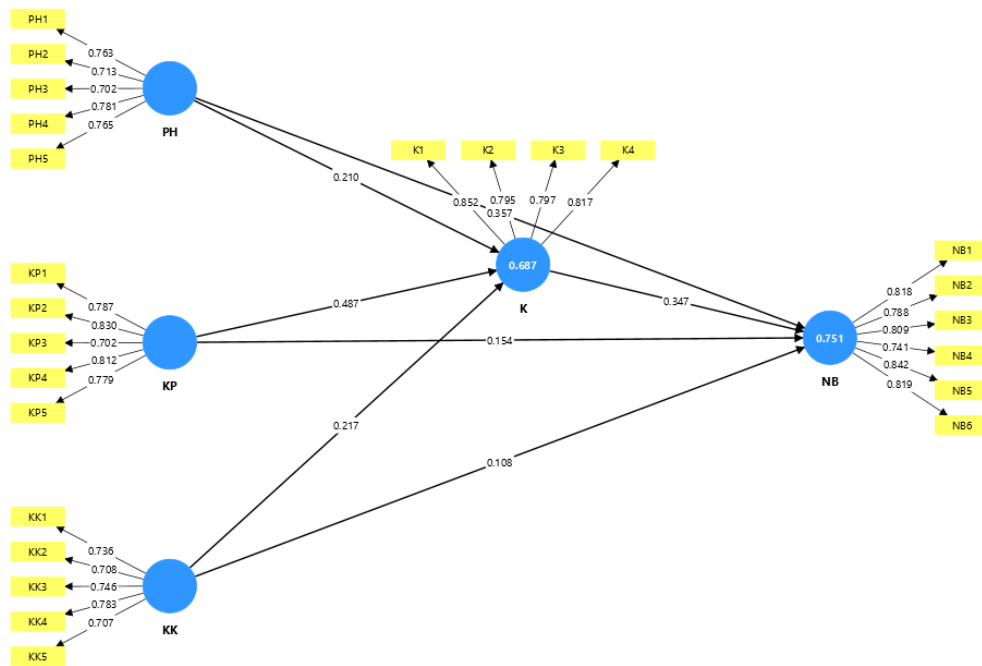 PH1
PH2
PH3
PH4
PH5
0.763
0.713
0.702
0.781
0.765
PH
K1
K2
K3
K4
0.852
0.795
0.797
0.817
0.210
0.357
0.687
K
KP1
KP2
KP3
KP4
KP5
0.787
0.830
0.702
0.812
0.779
KP
0.487
0.154
0.347
NB1
NB2
NB3
NB4
NB5
NB6
0.818
0.788
0.809
0.741
0.842
0.819
0.751
NB
0.217
0.108
KK1
KK2
KK3
KK4
KK5
0.736
0.708
0.746
0.783
0.707
KK